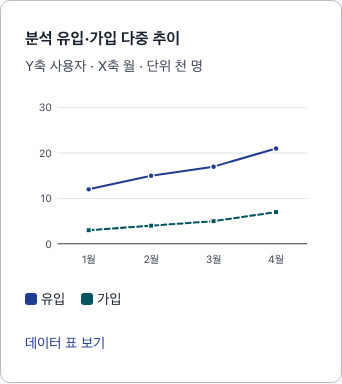 분석 유입·가입 다중 추이
Y축 사용자 · X축 월 · 단위 천 명
30
20
10
0
1월 2월 3월 4월
유입 가입
데이터 표 보기